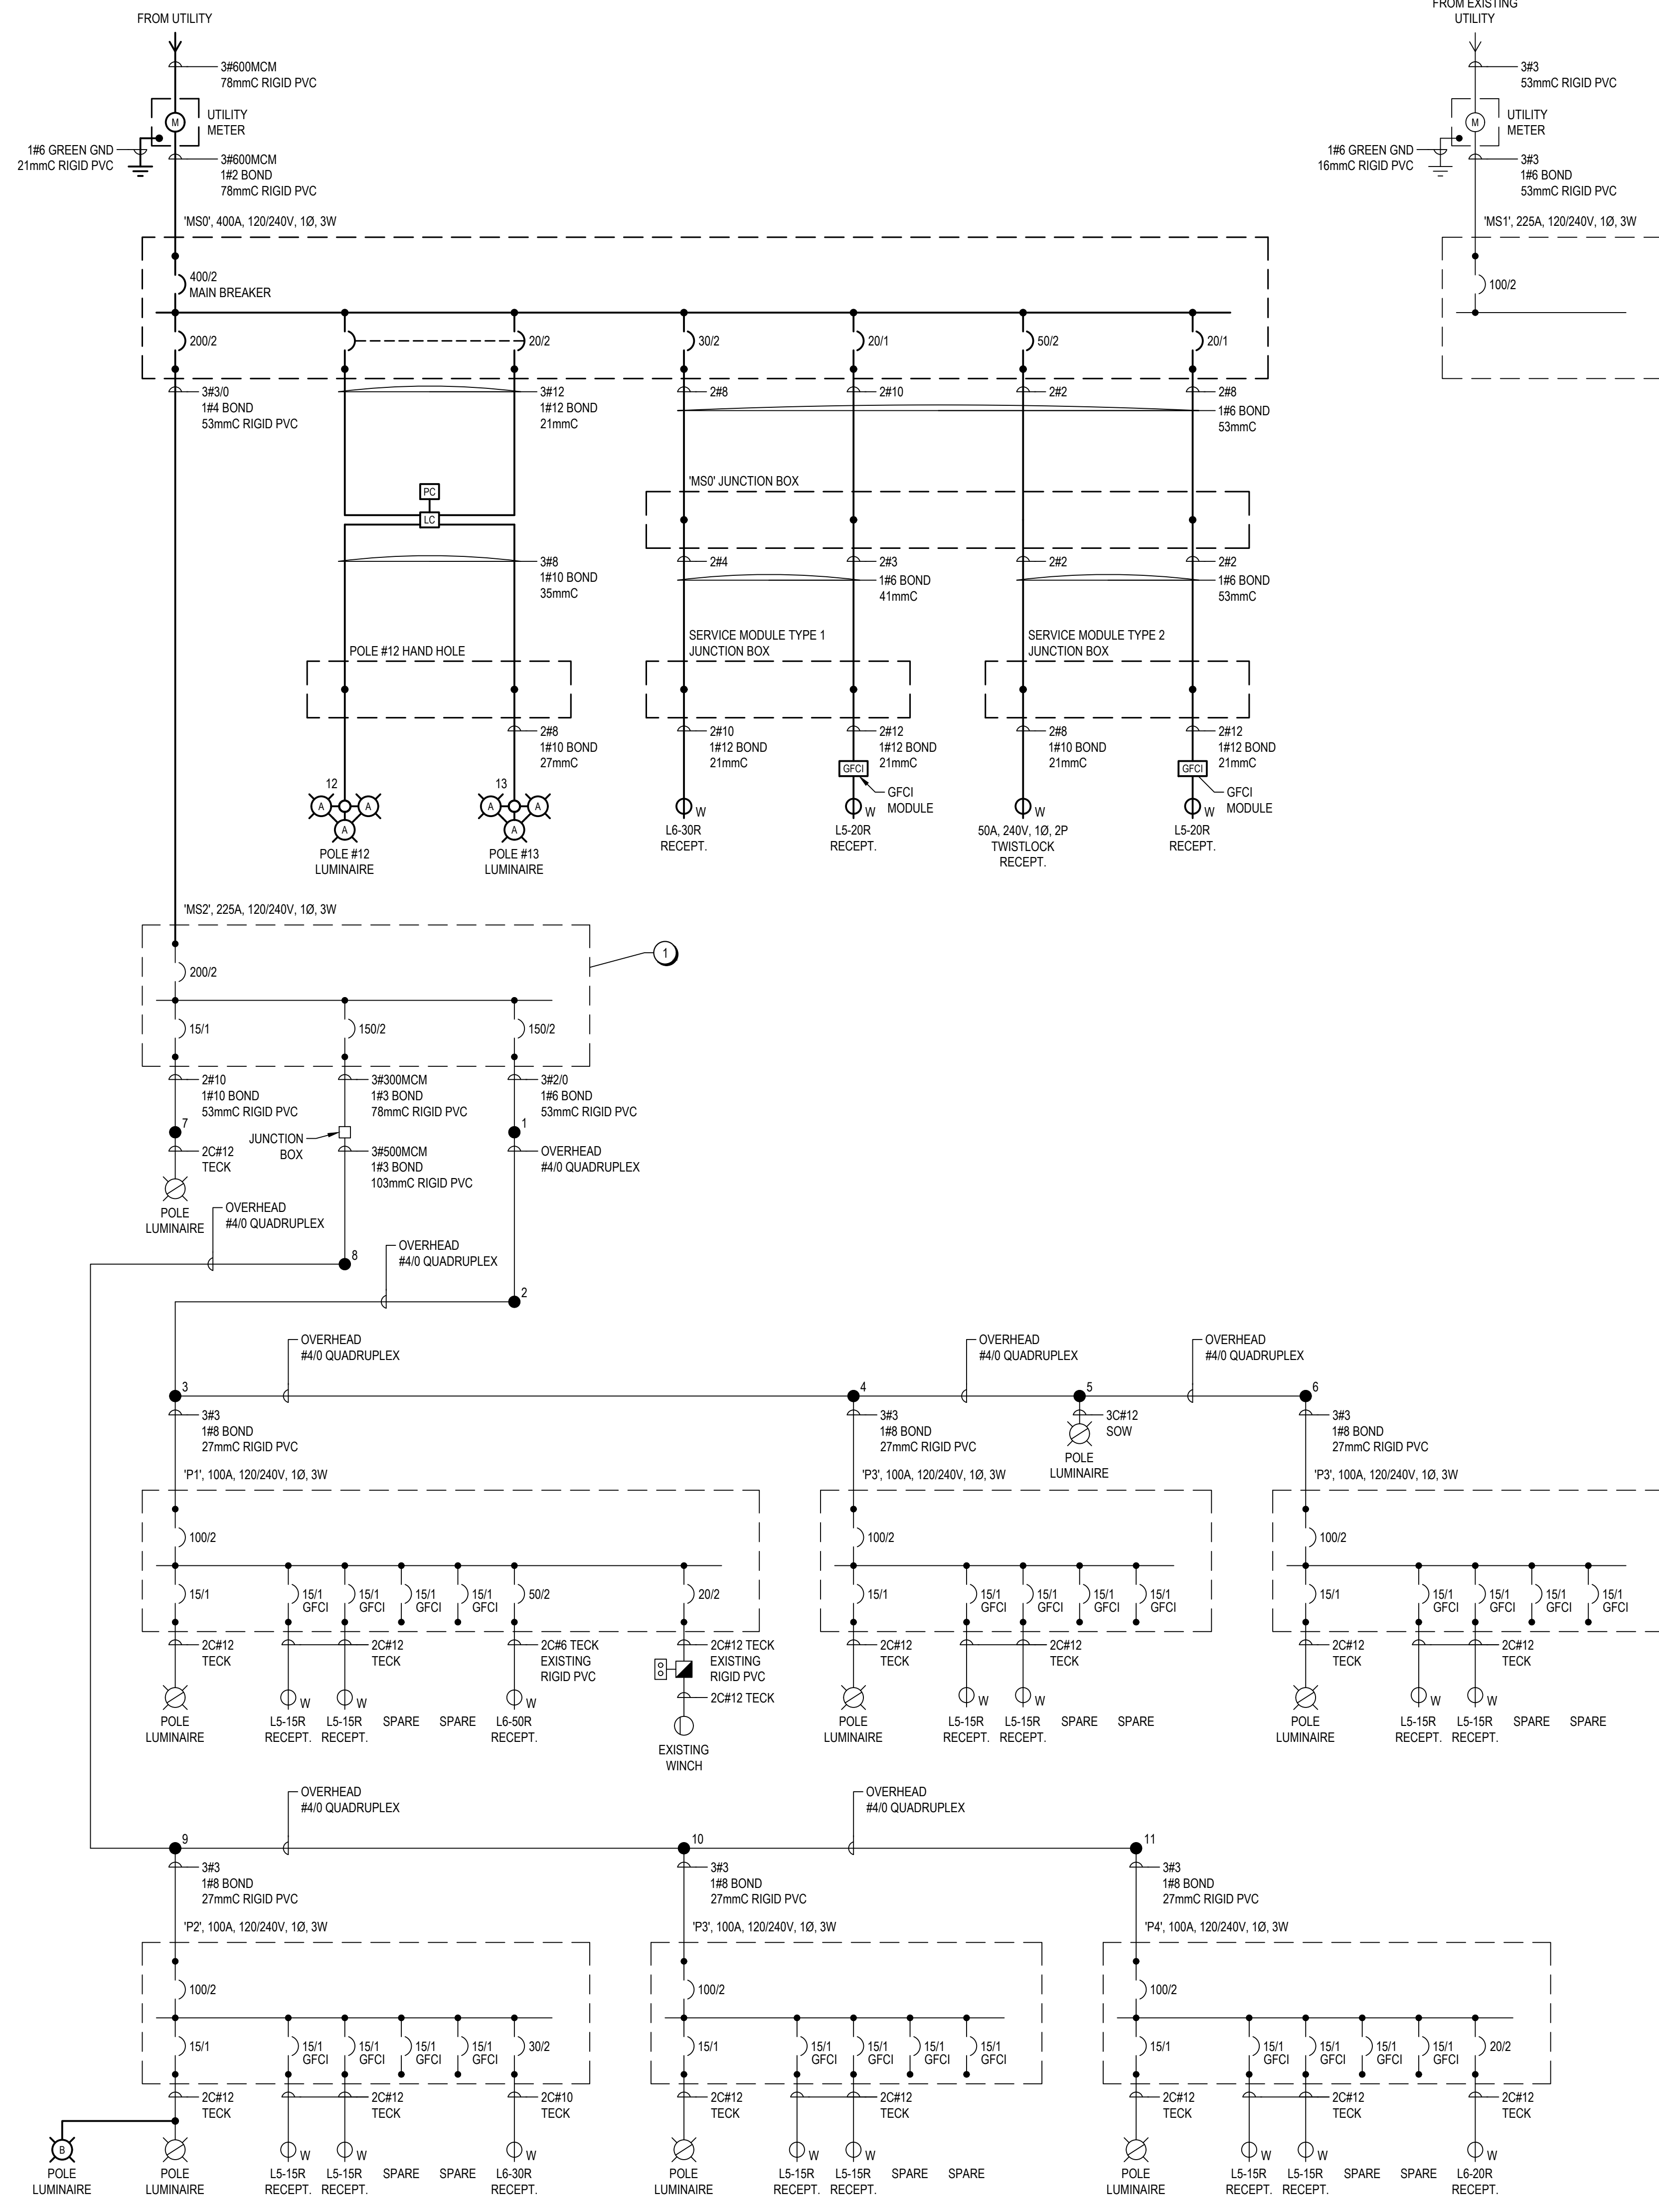 FROM UTILITY
3#600MCM
78mmC RIGID PVC
M
UTILITY
METER
1#6 GREEN GND
21mmC RIGID PVC
3#600MCM
1#2 BOND
78mmC RIGID PVC
FROM EXISTING
UTILITY
3#3
53mmC RIGID PVC
M
UTILITY
METER
1#6 GREEN GND
16mmC RIGID PVC
3#3
1#6 BOND
53mmC RIGID PVC
'MS0', 400A, 120/240V, 1Ø, 3W
400/2
MAIN BREAKER
200/2
20/2
30/2
20/1
50/2
20/1
'MS1', 225A, 120/240V, 1Ø, 3W
100/2
3#3/0
1#4 BOND
53mmC RIGID PVC
3#12
1#12 BOND
21mmC
2#8
2#10
2#2
2#8
1#6 BOND
53mmC
PC
LC
'MS0' JUNCTION BOX
3#8
1#10 BOND
35mmC
2#4
2#3
1#6 BOND
41mmC
2#2
2#2
1#6 BOND
53mmC
POLE #12 HAND HOLE
SERVICE MODULE TYPE 1
JUNCTION BOX
SERVICE MODULE TYPE 2
JUNCTION BOX
2#8
1#10 BOND
27mmC
2#10
1#12 BOND
21mmC
2#12
1#12 BOND
21mmC
2#8
1#10 BOND
21mmC
2#12
1#12 BOND
21mmC
GFCI
GFCI
MODULE
GFCI
GFCI
MODULE
12
A
A
A
POLE #12
LUMINAIRE
13
A
A
A
POLE #13
LUMINAIRE
W
L6-30R
RECEPT.
W
L5-20R
RECEPT.
W
50A, 240V, 1Ø, 2P
TWISTLOCK
RECEPT.
W
L5-20R
RECEPT.
'MS2', 225A, 120/240V, 1Ø, 3W
1
200/2
15/1
150/2
150/2
2#10
1#10 BOND
53mmC RIGID PVC
3#300MCM
1#3 BOND
78mmC RIGID PVC
3#2/0
1#6 BOND
53mmC RIGID PVC
7
2C#12
TECK
POLE
LUMINAIRE
JUNCTION
BOX
3#500MCM
1#3 BOND
103mmC RIGID PVC
1
OVERHEAD
#4/0 QUADRUPLEX
OVERHEAD
#4/0 QUADRUPLEX
8
OVERHEAD
#4/0 QUADRUPLEX
2
OVERHEAD
#4/0 QUADRUPLEX
OVERHEAD
#4/0 QUADRUPLEX
OVERHEAD
#4/0 QUADRUPLEX
3
4
5
6
3#3
1#8 BOND
27mmC RIGID PVC
3#3
1#8 BOND
27mmC RIGID PVC
3C#12
SOW
POLE
LUMINAIRE
3#3
1#8 BOND
27mmC RIGID PVC
'P1', 100A, 120/240V, 1Ø, 3W
100/2
15/1
15/1
GFCI
15/1
GFCI
15/1
GFCI
15/1
GFCI
50/2
20/2
2C#12
TECK
2C#12
TECK
2C#6 TECK
EXISTING
RIGID PVC
2C#12 TECK
EXISTING
RIGID PVC
2C#12 TECK
POLE
LUMINAIRE
W
L5-15R
RECEPT.
W
L5-15R
RECEPT.
SPARE
SPARE
W
L6-50R
RECEPT.
EXISTING
WINCH
'P3', 100A, 120/240V, 1Ø, 3W
100/2
15/1
15/1
GFCI
15/1
GFCI
15/1
GFCI
15/1
GFCI
2C#12
TECK
2C#12
TECK
POLE
LUMINAIRE
W
L5-15R
RECEPT.
W
L5-15R
RECEPT.
SPARE
SPARE
'P3', 100A, 120/240V, 1Ø, 3W
100/2
15/1
15/1
GFCI
15/1
GFCI
15/1
GFCI
15/1
GFCI
2C#12
TECK
2C#12
TECK
POLE
LUMINAIRE
W
L5-15R
RECEPT.
W
L5-15R
RECEPT.
SPARE
SPARE
OVERHEAD
#4/0 QUADRUPLEX
OVERHEAD
#4/0 QUADRUPLEX
9
10
11
3#3
1#8 BOND
27mmC RIGID PVC
3#3
1#8 BOND
27mmC RIGID PVC
3#3
1#8 BOND
27mmC RIGID PVC
'P2', 100A, 120/240V, 1Ø, 3W
100/2
15/1
15/1
GFCI
15/1
GFCI
15/1
GFCI
15/1
GFCI
30/2
2C#12
TECK
2C#12
TECK
2C#10
TECK
B
POLE
LUMINAIRE
POLE
LUMINAIRE
W
L5-15R
RECEPT.
W
L5-15R
RECEPT.
SPARE
SPARE
W
L6-30R
RECEPT.
'P3', 100A, 120/240V, 1Ø, 3W
100/2
15/1
15/1
GFCI
15/1
GFCI
15/1
GFCI
15/1
GFCI
2C#12
TECK
2C#12
TECK
POLE
LUMINAIRE
W
L5-15R
RECEPT.
W
L5-15R
RECEPT.
SPARE
SPARE
'P4', 100A, 120/240V, 1Ø, 3W
100/2
15/1
15/1
GFCI
15/1
GFCI
15/1
GFCI
15/1
GFCI
20/2
2C#12
TECK
2C#12
TECK
2C#12
TECK
POLE
LUMINAIRE
W
L5-15R
RECEPT.
W
L5-15R
RECEPT.
SPARE
SPARE
W
L6-20R
RECEPT.